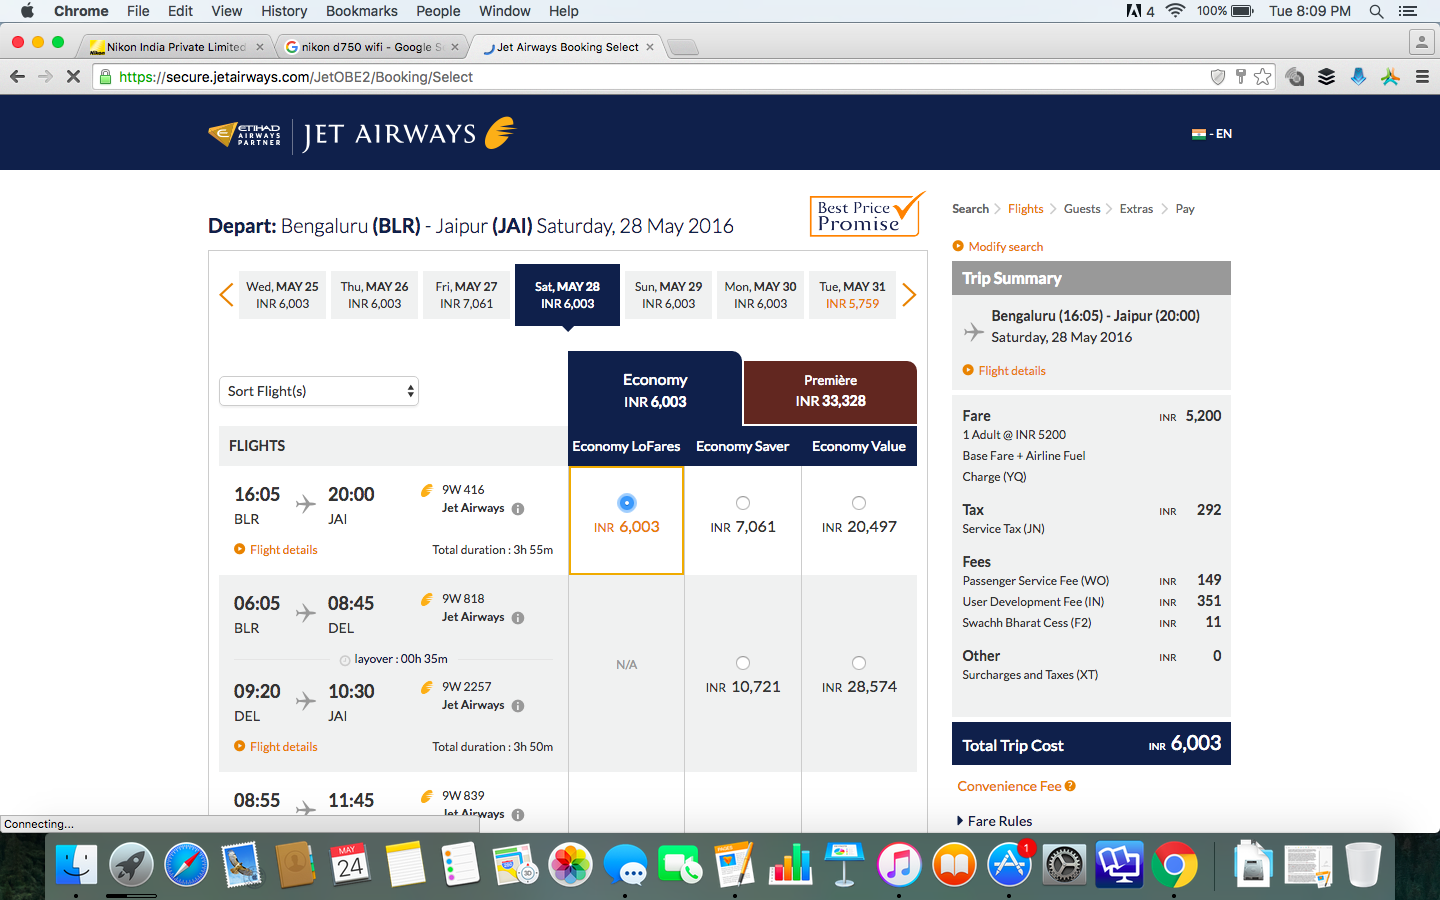 Chrome File Edit View History Bookmarks People Window Help 4 100% Tue 8:09 PM
Nikon India Private Limited nikon d750 wifi - Google S Jet Airways Booking Select
https://secure.jetairways.com/JetOBE2/Booking/Select
ETIHAD
AIRWAYS
PARTNER
JET AIRWAYS
- EN
Depart: Bengaluru (BLR) - Jaipur (JAI) Saturday, 28 May 2016
Best Price
Promise
Search Flights Guests Extras Pay
Modify search
Wed, MAY 25
INR 6,003
Thu, MAY 26
INR 6,003
Fri, MAY 27
INR 7,061
Sat, MAY 28
INR 6,003
Sun, MAY 29
INR 6,003
Mon, MAY 30
INR 6,003
Tue, MAY 31
INR 5,759
Sort Flight(s)
Economy
INR 6,003
Première
INR 33,328
FLIGHTS
Economy LoFares Economy Saver Economy Value
16:05 20:00 9W 416
BLR JAI Jet Airways
INR 6,003 INR 7,061 INR 20,497
Flight details Total duration : 3h 55m
06:05 08:45 9W 818
BLR DEL Jet Airways
layover : 00h 35m
N/A INR 10,721 INR 28,574
09:20 10:30 9W 2257
DEL JAI Jet Airways
Flight details Total duration : 3h 50m
08:55 11:45 9W 839
Jet Airways
Trip Summary
Bengaluru (16:05) - Jaipur (20:00)
Saturday, 28 May 2016
Flight details
Fare INR 5,200
1 Adult @ INR 5200
Base Fare + Airline Fuel
Charge (YQ)
Tax INR 292
Service Tax (JN)
Fees
Passenger Service Fee (WO) INR 149
User Development Fee (IN) INR 351
Swachh Bharat Cess (F2) INR 11
Other INR 0
Surcharges and Taxes (XT)
Total Trip Cost INR 6,003
Convenience Fee
Fare Rules
Connecting...
MAY
24
3D
1